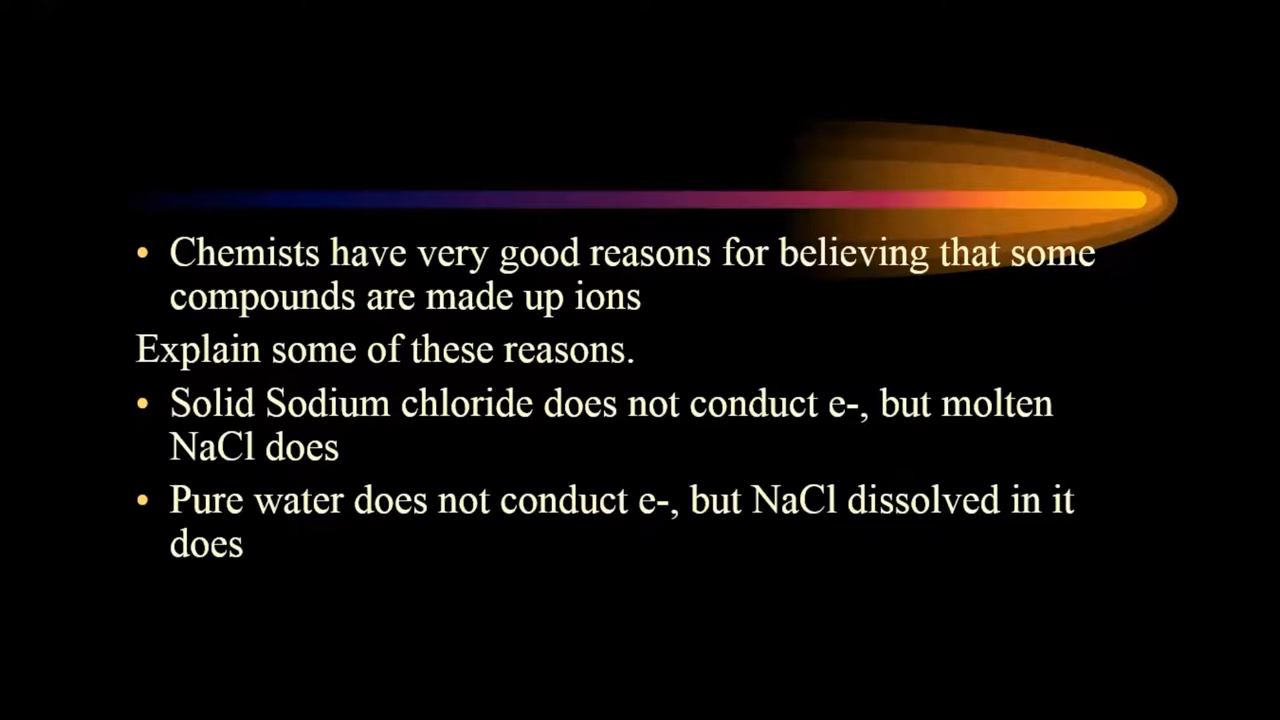 • Chemists have very good reasons for believing that some
compounds are made up ions
Explain some of these reasons.
• Solid Sodium chloride does not conduct e-, but molten
NaCl does
• Pure water does not conduct e-, but NaCl dissolved in it
does